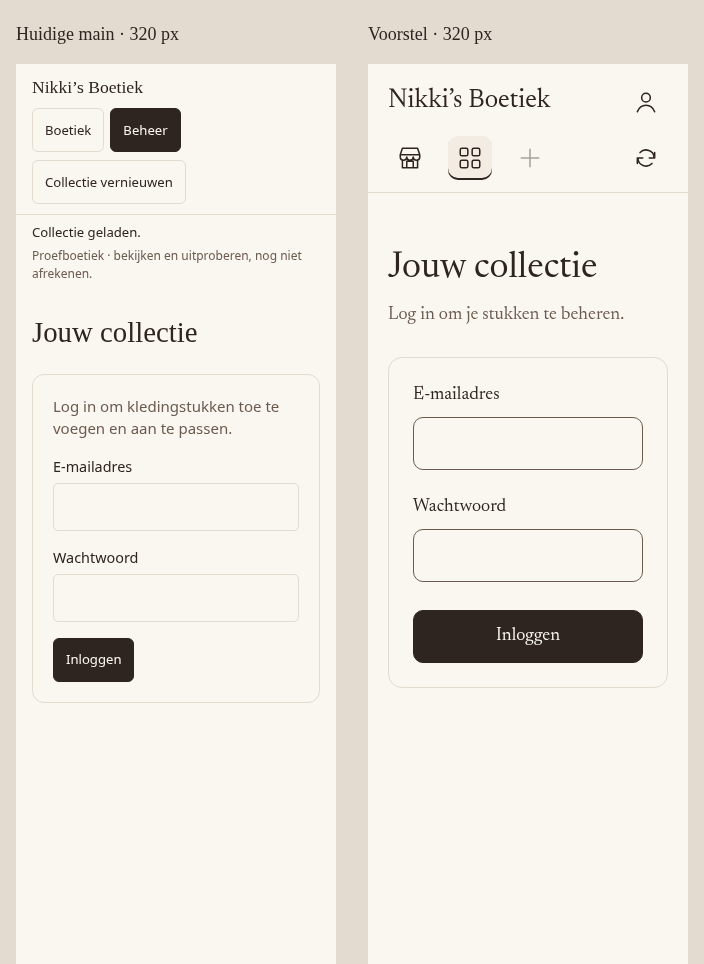 Huidige main · 320 px
Nikki’s Boetiek
Boetiek
Beheer
Collectie vernieuwen
Collectie geladen.
Proefboetiek · bekijken en uitproberen, nog niet
afrekenen.
Jouw collectie
Log in om kledingstukken toe te
voegen en aan te passen.
E-mailadres
Wachtwoord
Inloggen
Voorstel · 320 px
Nikki’s Boetiek
Jouw collectie
Log in om je stukken te beheren.
E-mailadres
Wachtwoord
Inloggen